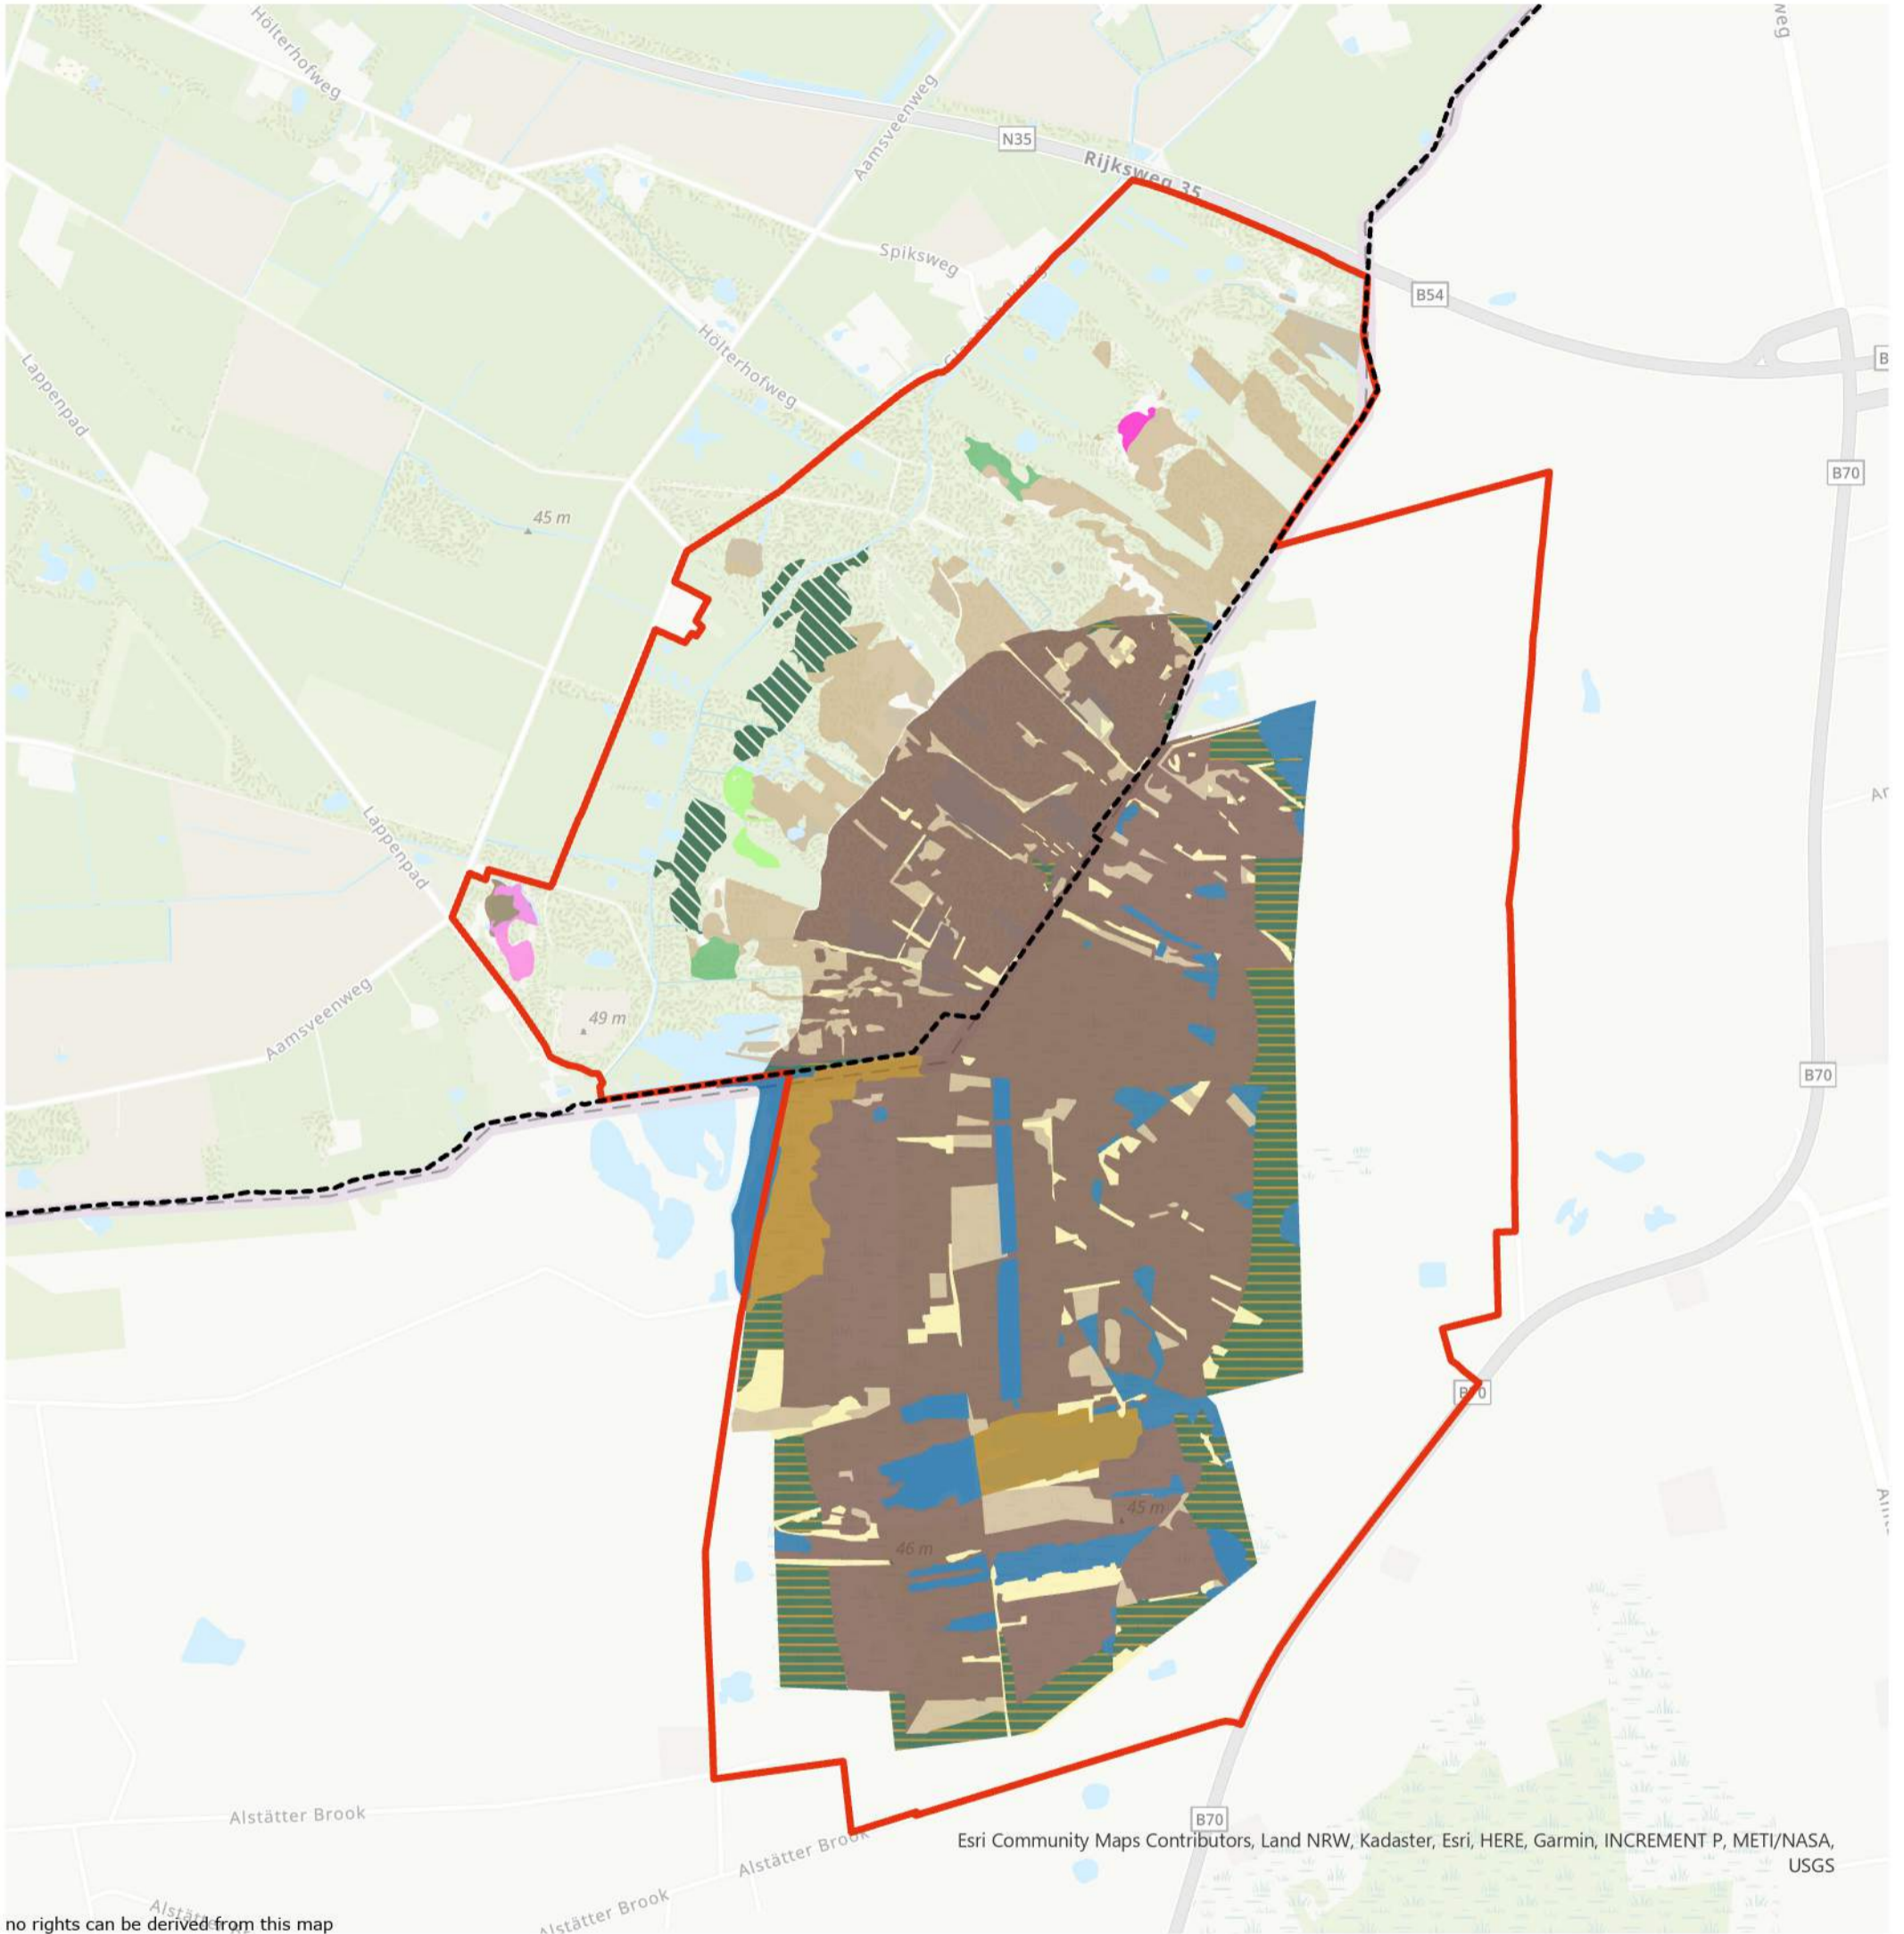 Hölterhofweg
weg
Aamsveenweg
N35
Rijksweg 35
Spiksweg
B54
Hölterhofweg
Lappenpad
B70
45 m
Lappenpad
Aamsveenweg
49 m
B70
B70
45 m
46 m
Alstätter Brook
B70
Alstätter Brook
Esri Community Maps Contributors, Land NRW, Kadaster, Esri, HERE, Garmin, INCREMENT P, METI/NASA,
USGS
Alstätter Brook
no rights can be derived from this map